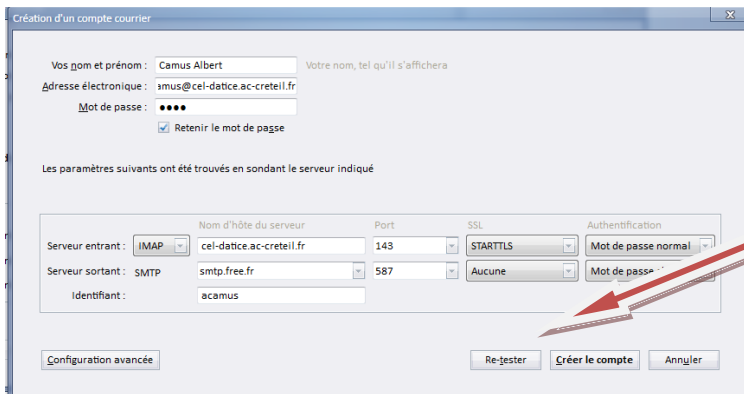 Création d'un compte courrier
Vos nom et prénom : Camus Albert Votre nom, tel qu'il s'affichera
Adresse électronique : amus@cel-datice.ac-creteil.fr
Mot de passe : ●●●●
Retenir le mot de passe
Les paramètres suivants ont été trouvés en sondant le serveur indiqué
Nom d'hôte du serveur Port SSL Authentification
Serveur entrant : IMAP cel-datice.ac-creteil.fr 143 STARTTLS Mot de passe normal
Serveur sortant : SMTP smtp.free.fr 587 Aucune Mot de passe
Identifiant : acamus
Configuration avancée Re-tester Créer le compte Annuler